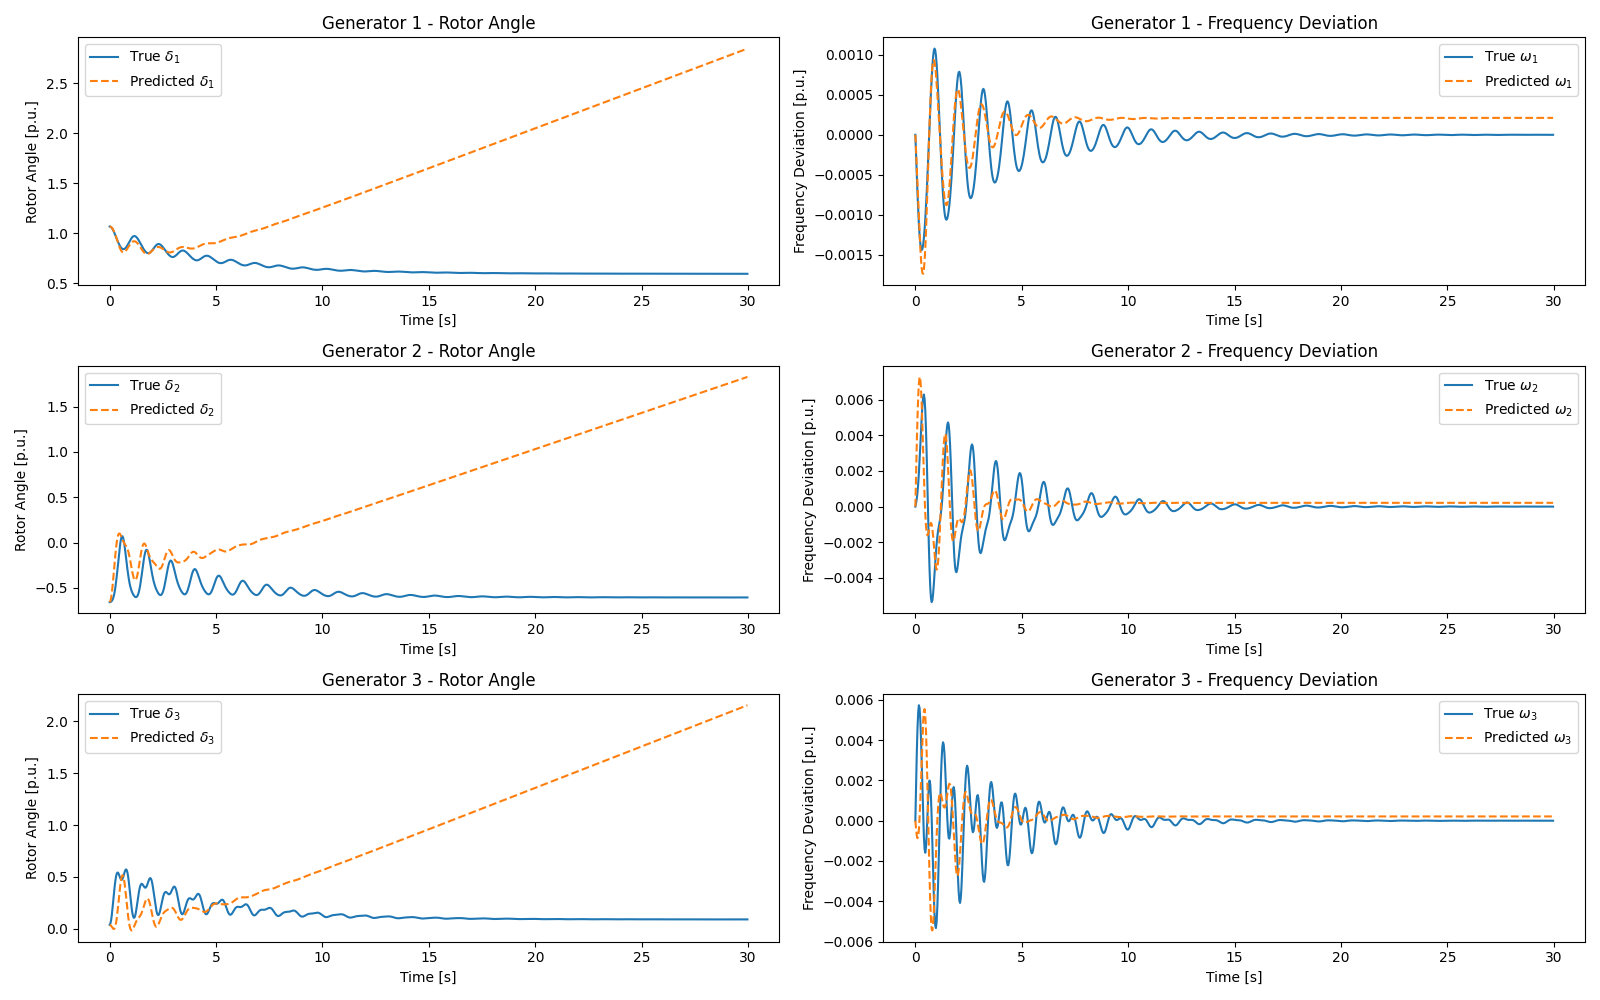 Generator 1 - Rotor Angle
Rotor Angle [p.u.]
True δ₁
Predicted δ₁
2.5
2.0
1.5
1.0
0.5
0 5 10 15 20 25 30
Time [s]
Generator 1 - Frequency Deviation
Frequency Deviation [p.u.]
True ω₁
Predicted ω₁
0.0010
0.0005
0.0000
−0.0005
−0.0010
−0.0015
0 5 10 15 20 25 30
Time [s]
Generator 2 - Rotor Angle
Rotor Angle [p.u.]
True δ₂
Predicted δ₂
1.5
1.0
0.5
0.0
−0.5
0 5 10 15 20 25 30
Time [s]
Generator 2 - Frequency Deviation
Frequency Deviation [p.u.]
True ω₂
Predicted ω₂
0.006
0.004
0.002
0.000
−0.002
−0.004
0 5 10 15 20 25 30
Time [s]
Generator 3 - Rotor Angle
Rotor Angle [p.u.]
True δ₃
Predicted δ₃
2.0
1.5
1.0
0.5
0.0
0 5 10 15 20 25 30
Time [s]
Generator 3 - Frequency Deviation
Frequency Deviation [p.u.]
True ω₃
Predicted ω₃
0.006
0.004
0.002
0.000
−0.002
−0.004
−0.006
0 5 10 15 20 25 30
Time [s]